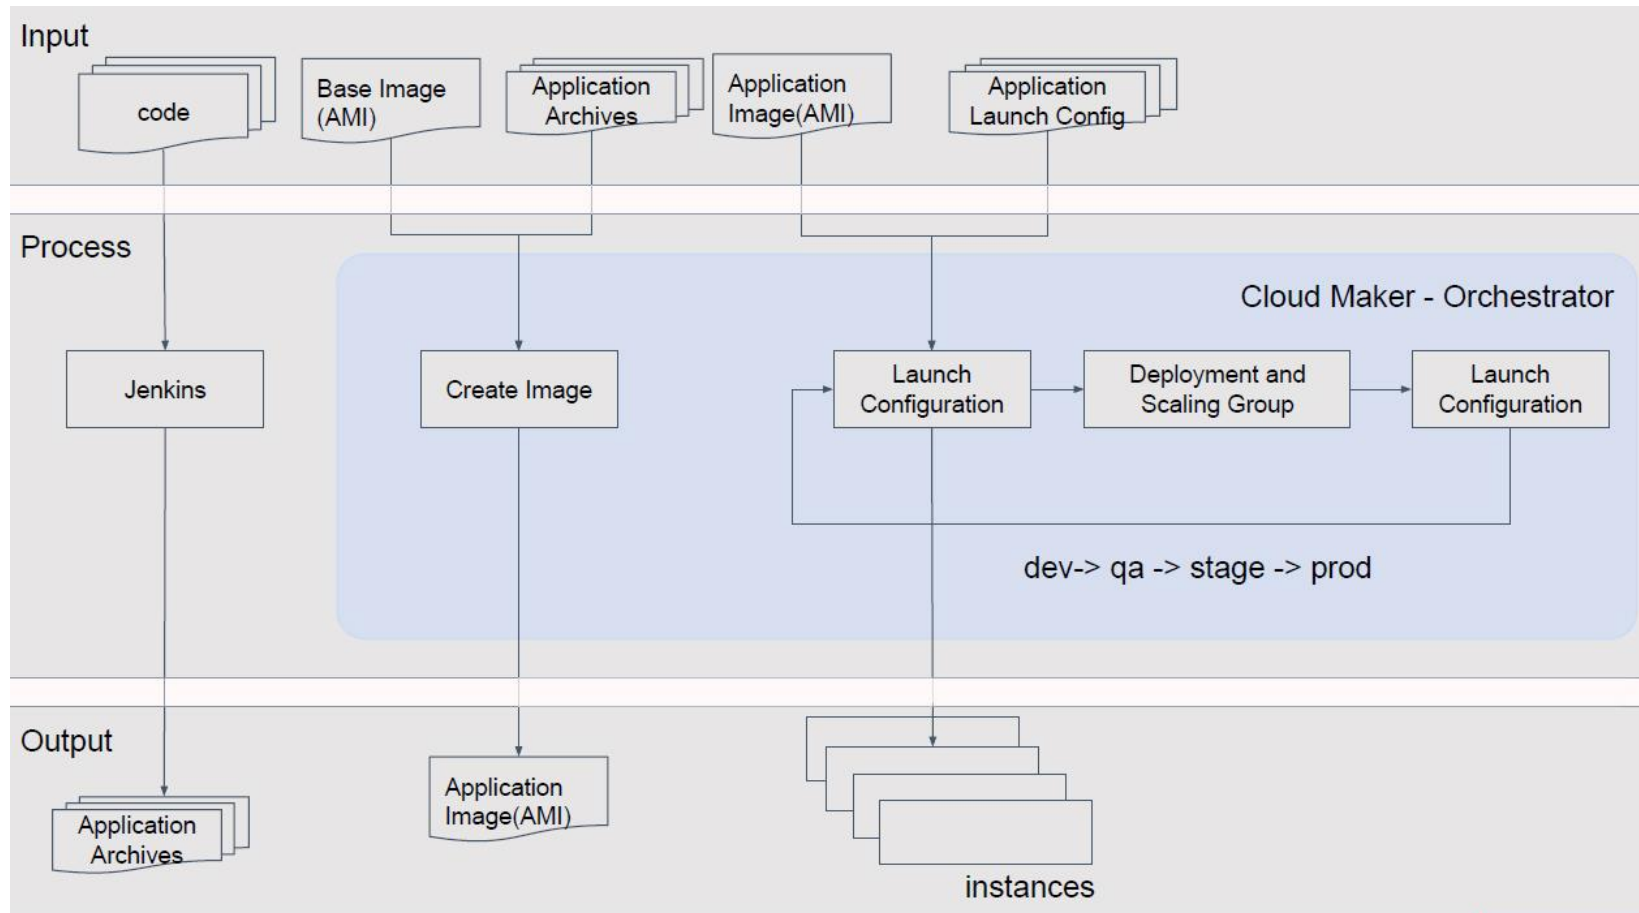 Input
code
Base Image
(AMI)
Application
Archives
Application
Image(AMI)
Application
Launch Config
Process
Cloud Maker - Orchestrator
Jenkins
Create Image
Launch
Configuration
Deployment and
Scaling Group
Launch
Configuration
dev-> qa -> stage -> prod
Output
Application
Archives
Application
Image(AMI)
instances